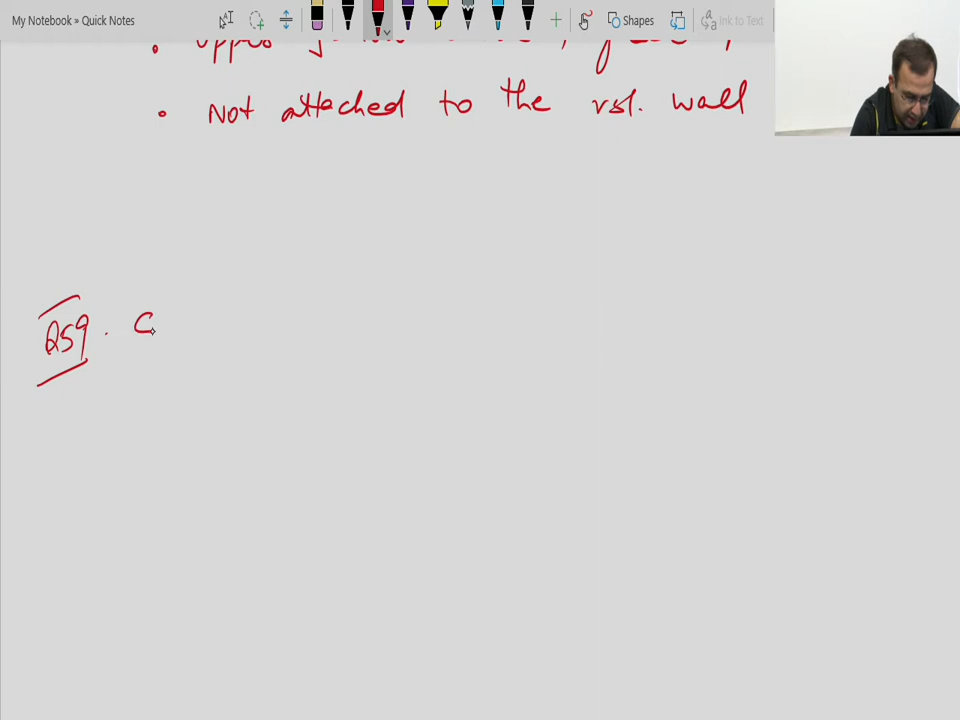 My Notebook » Quick Notes
Shapes
Ink to Text
• Not attached to the vsl. wall
Q59. C